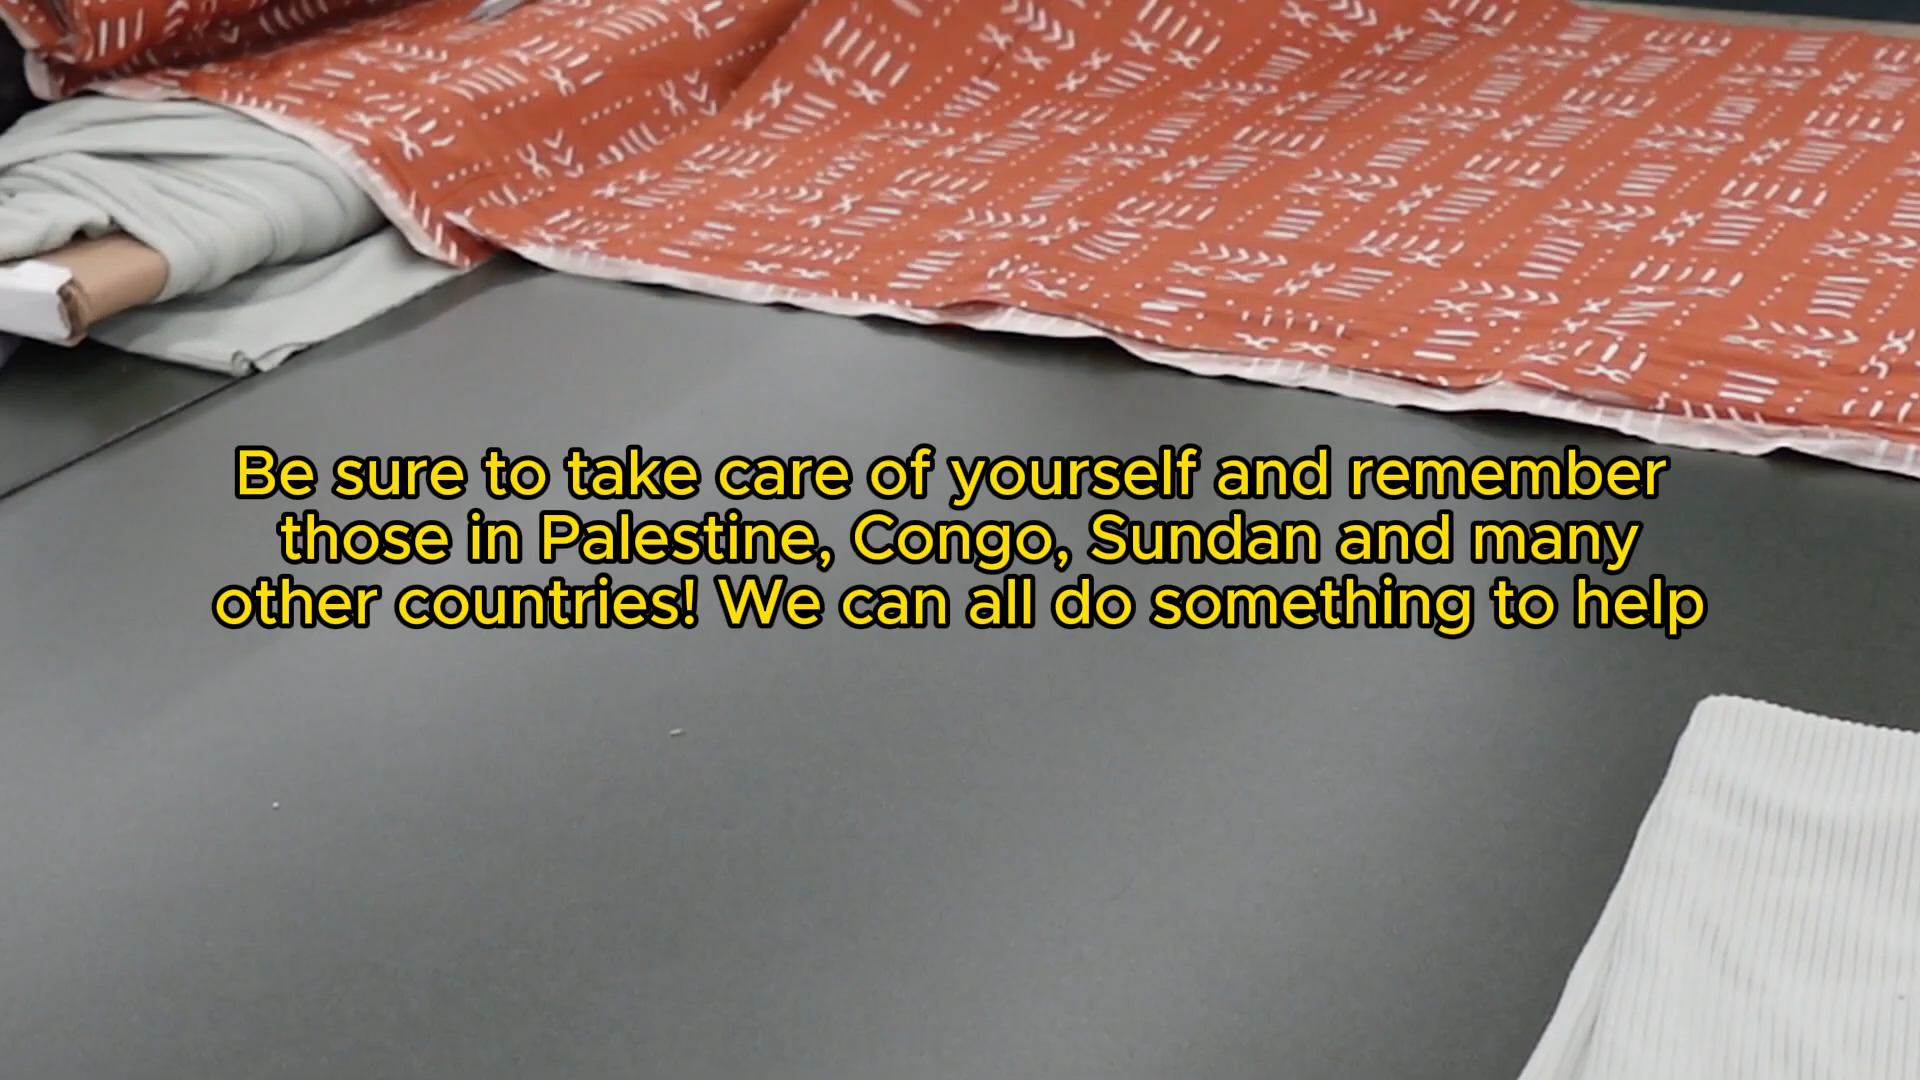 Be sure to take care of yourself and remember
those in Palestine, Congo, Sundan and many
other countries! We can all do something to help